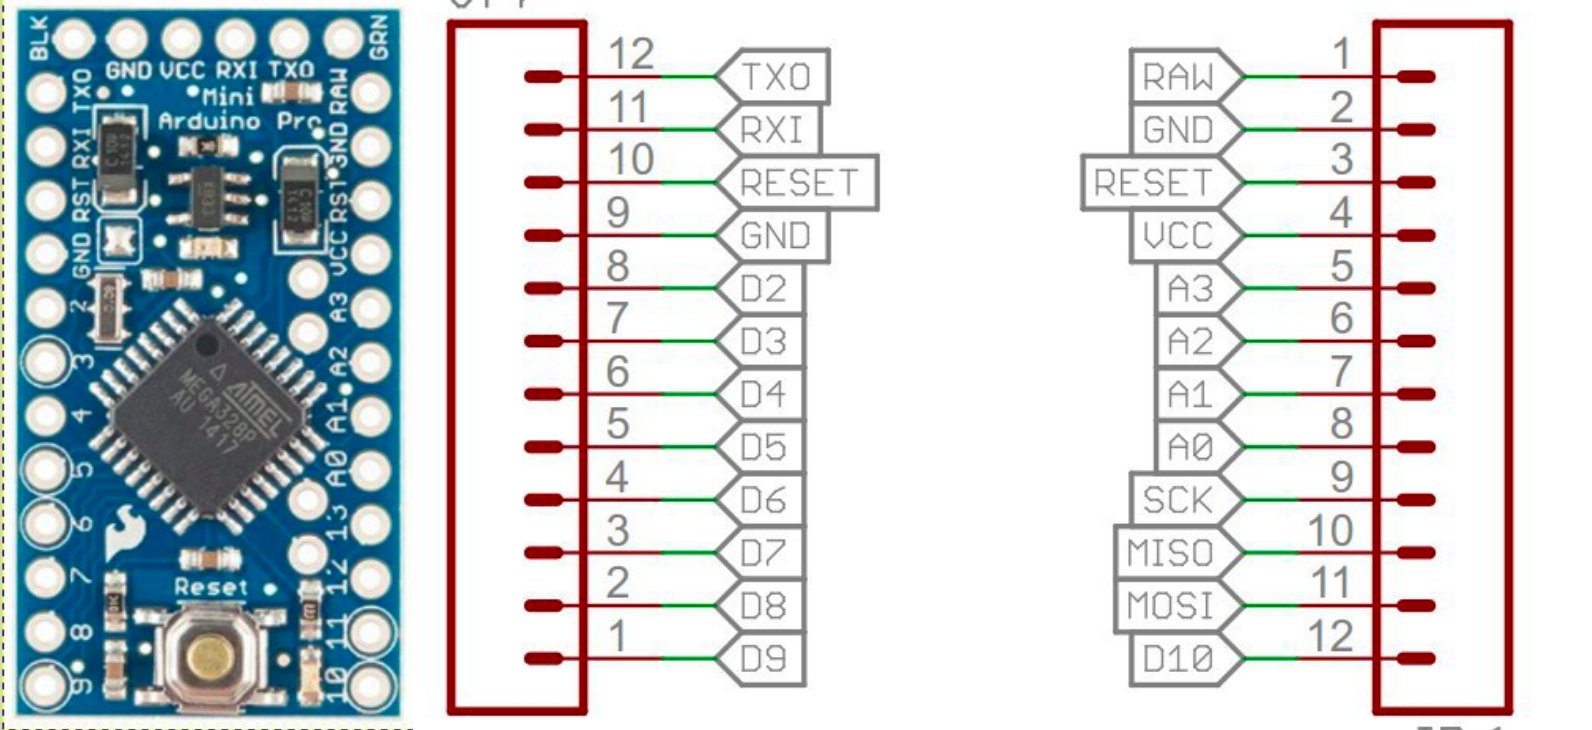 BLK
GRN
GND VCC RXI TXO
Mini
Arduino Pro
TXO
RXI
RST
GND
2
3
4
5
6
7
8
9
RAW
GND
RST
VCC
A3
A2
A1
A0
13
12
11
10
KB33
C10P
1412
ATMEL
MEGA328P
AU 1417
Reset
12 TXO
11 RXI
10 RESET
9 GND
8 D2
7 D3
6 D4
5 D5
4 D6
3 D7
2 D8
1 D9
RAW 1
GND 2
RESET 3
VCC 4
A3 5
A2 6
A1 7
A0 8
SCK 9
MISO 10
MOSI 11
D10 12